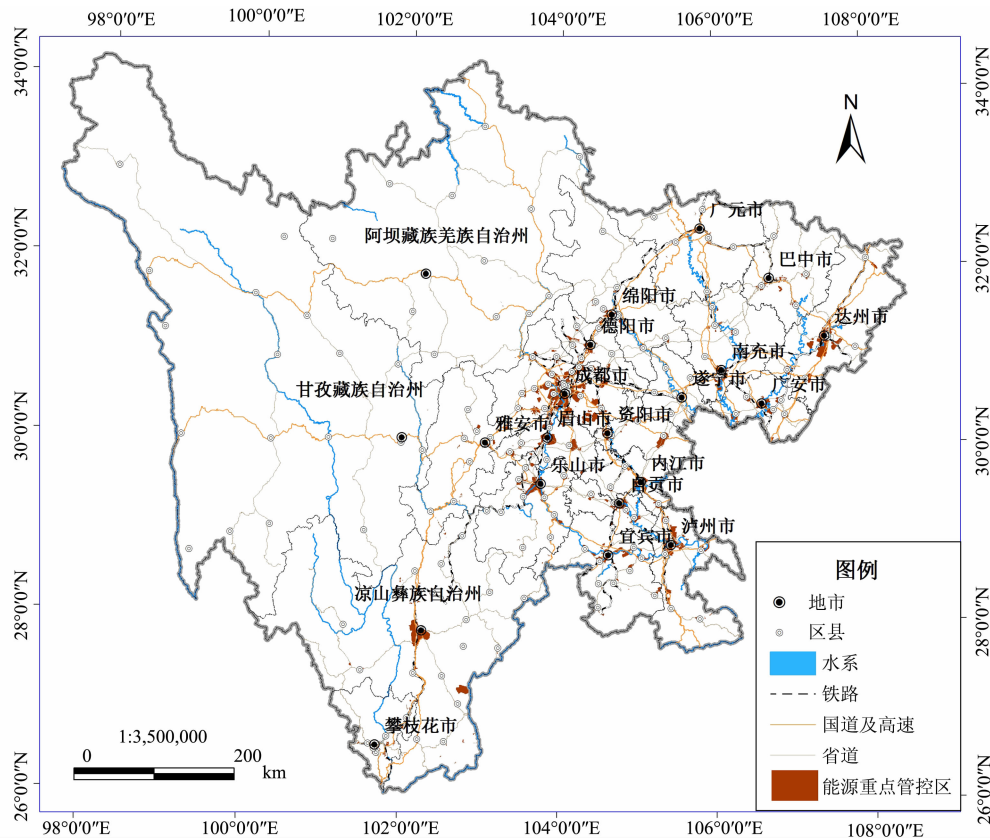 98°0′0″E
100°0′0″E
102°0′0″E
104°0′0″E
106°0′0″E
108°0′0″E
34°0′0″N
34°0′0″N
N
广元市
阿坝藏族羌族自治州
32°0′0″N
32°0′0″N
巴中市
绵阳市
德阳市
达州市
南充市
成都市
遂宁市
广安市
甘孜藏族自治州
资阳市
眉山市
雅安市
30°0′0″N
30°0′0″N
乐山市
内江市
自贡市
泸州市
宜宾市
凉山彝族自治州
28°0′0″N
28°0′0″N
攀枝花市
26°0′0″N
26°0′0″N
1:3,500,000
0 200
km
图例
地市
区县
水系
铁路
国道及高速
省道
能源重点管控区
98°0′0″E
100°0′0″E
102°0′0″E
104°0′0″E
106°0′0″E
108°0′0″E